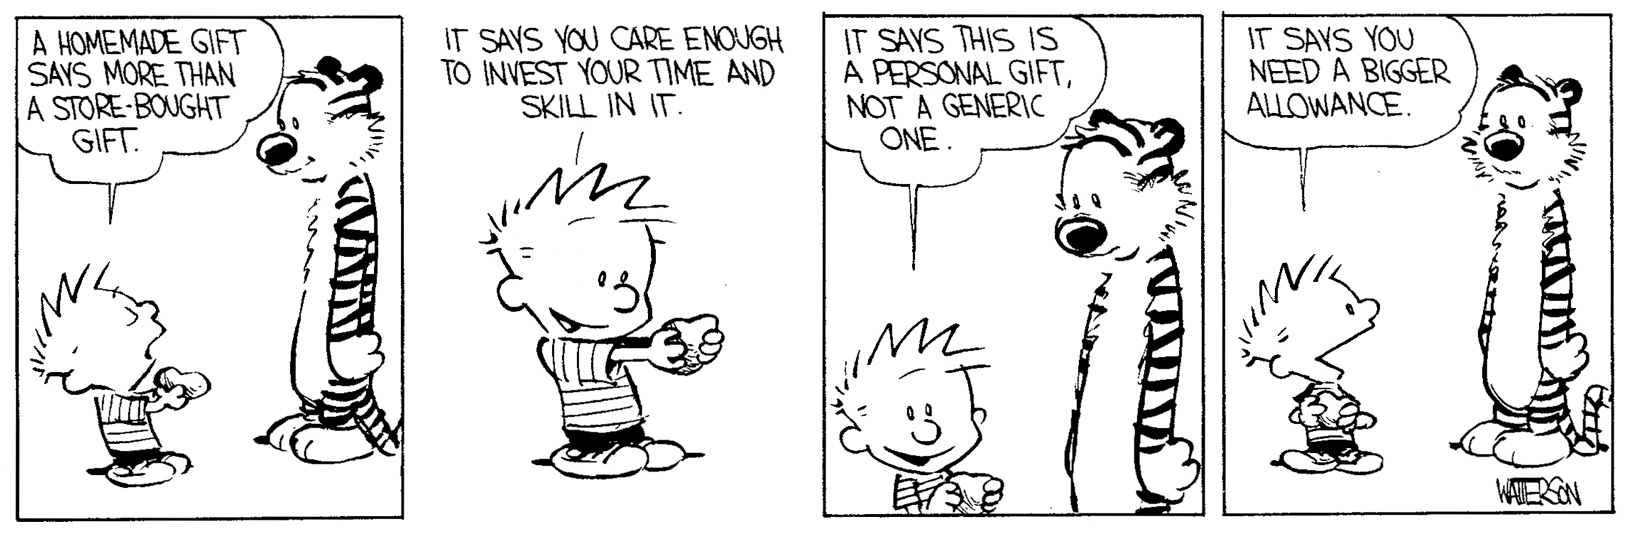 A HOMEMADE GIFT
SAYS MORE THAN
A STORE-BOUGHT
GIFT.
IT SAYS YOU CARE ENOUGH
TO INVEST YOUR TIME AND
SKILL IN IT.
IT SAYS THIS IS
A PERSONAL GIFT,
NOT A GENERIC
ONE.
IT SAYS YOU
NEED A BIGGER
ALLOWANCE.
WATTERSON